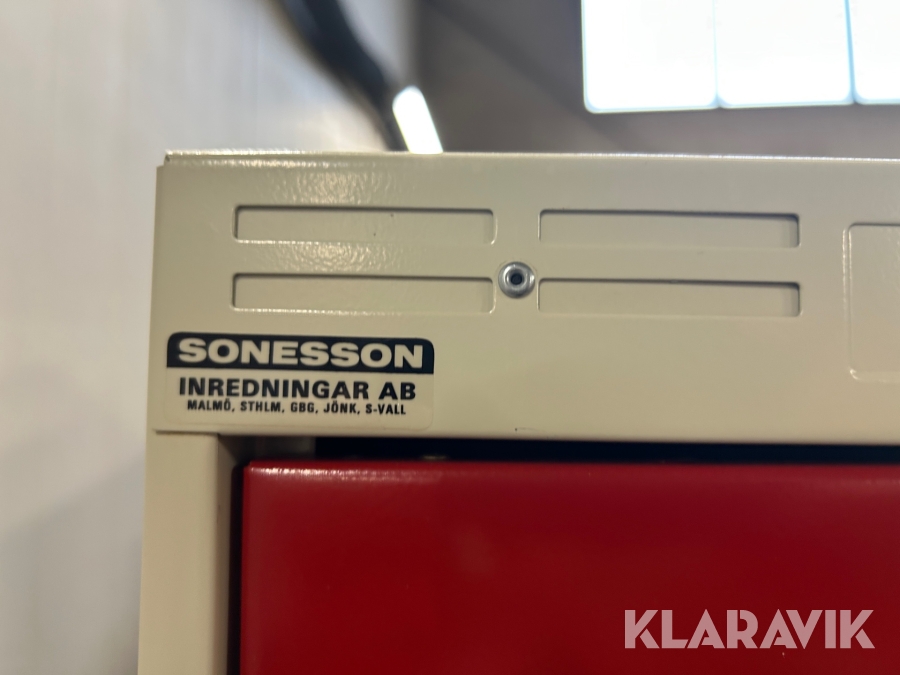 SONESSON
INREDNINGAR AB
MALMÖ, STHLM, GBG, JÖNK, S-VALL
KLARAVIK